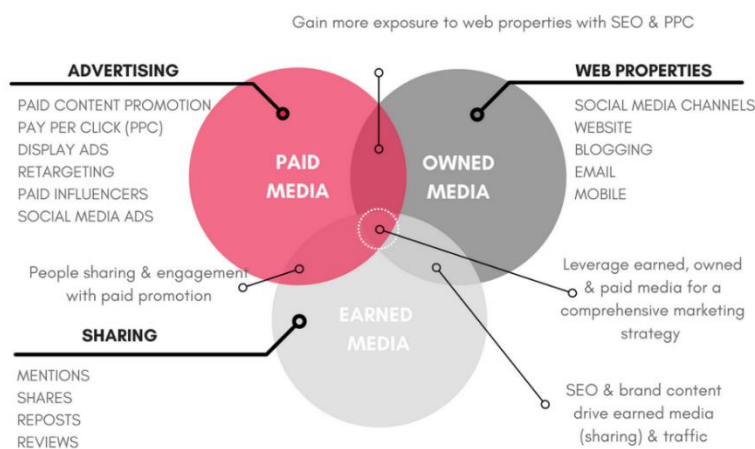 Gain more exposure to web properties with SEO & PPC
ADVERTISING
PAID CONTENT PROMOTION
PAY PER CLICK (PPC)
DISPLAY ADS
RETARGETING
PAID INFLUENCERS
SOCIAL MEDIA ADS
PAID
MEDIA
OWNED
MEDIA
WEB PROPERTIES
SOCIAL MEDIA CHANNELS
WEBSITE
BLOGGING
EMAIL
MOBILE
People sharing & engagement
with paid promotion
Leverage earned, owned
& paid media for a
comprehensive marketing
strategy
EARNED
MEDIA
SHARING
MENTIONS
SHARES
REPOSTS
REVIEWS
SEO & brand content
drive earned media
(sharing) & traffic